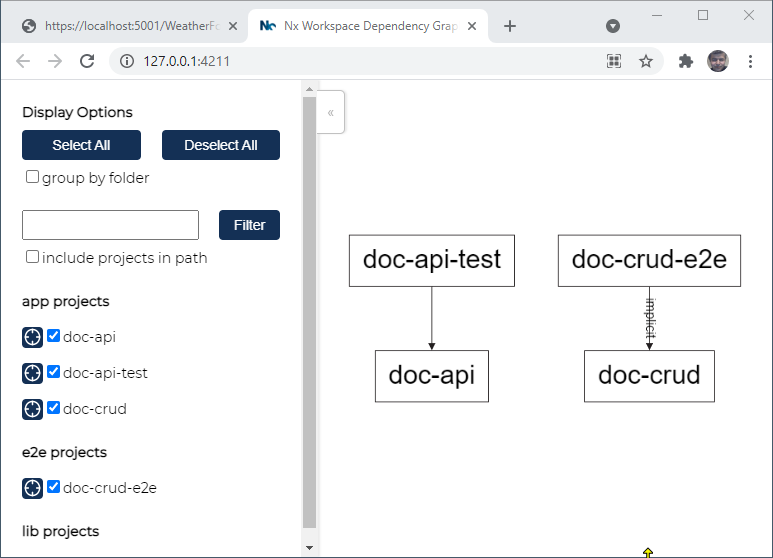 https://localhost:5001/WeatherFo
Nx Workspace Dependency Grap
127.0.0.1:4211
Display Options
Select All
Deselect All
group by folder
Filter
include projects in path
app projects
doc-api
doc-api-test
doc-crud
e2e projects
doc-crud-e2e
lib projects
«
doc-api-test
doc-crud-e2e
implicit
doc-api
doc-crud